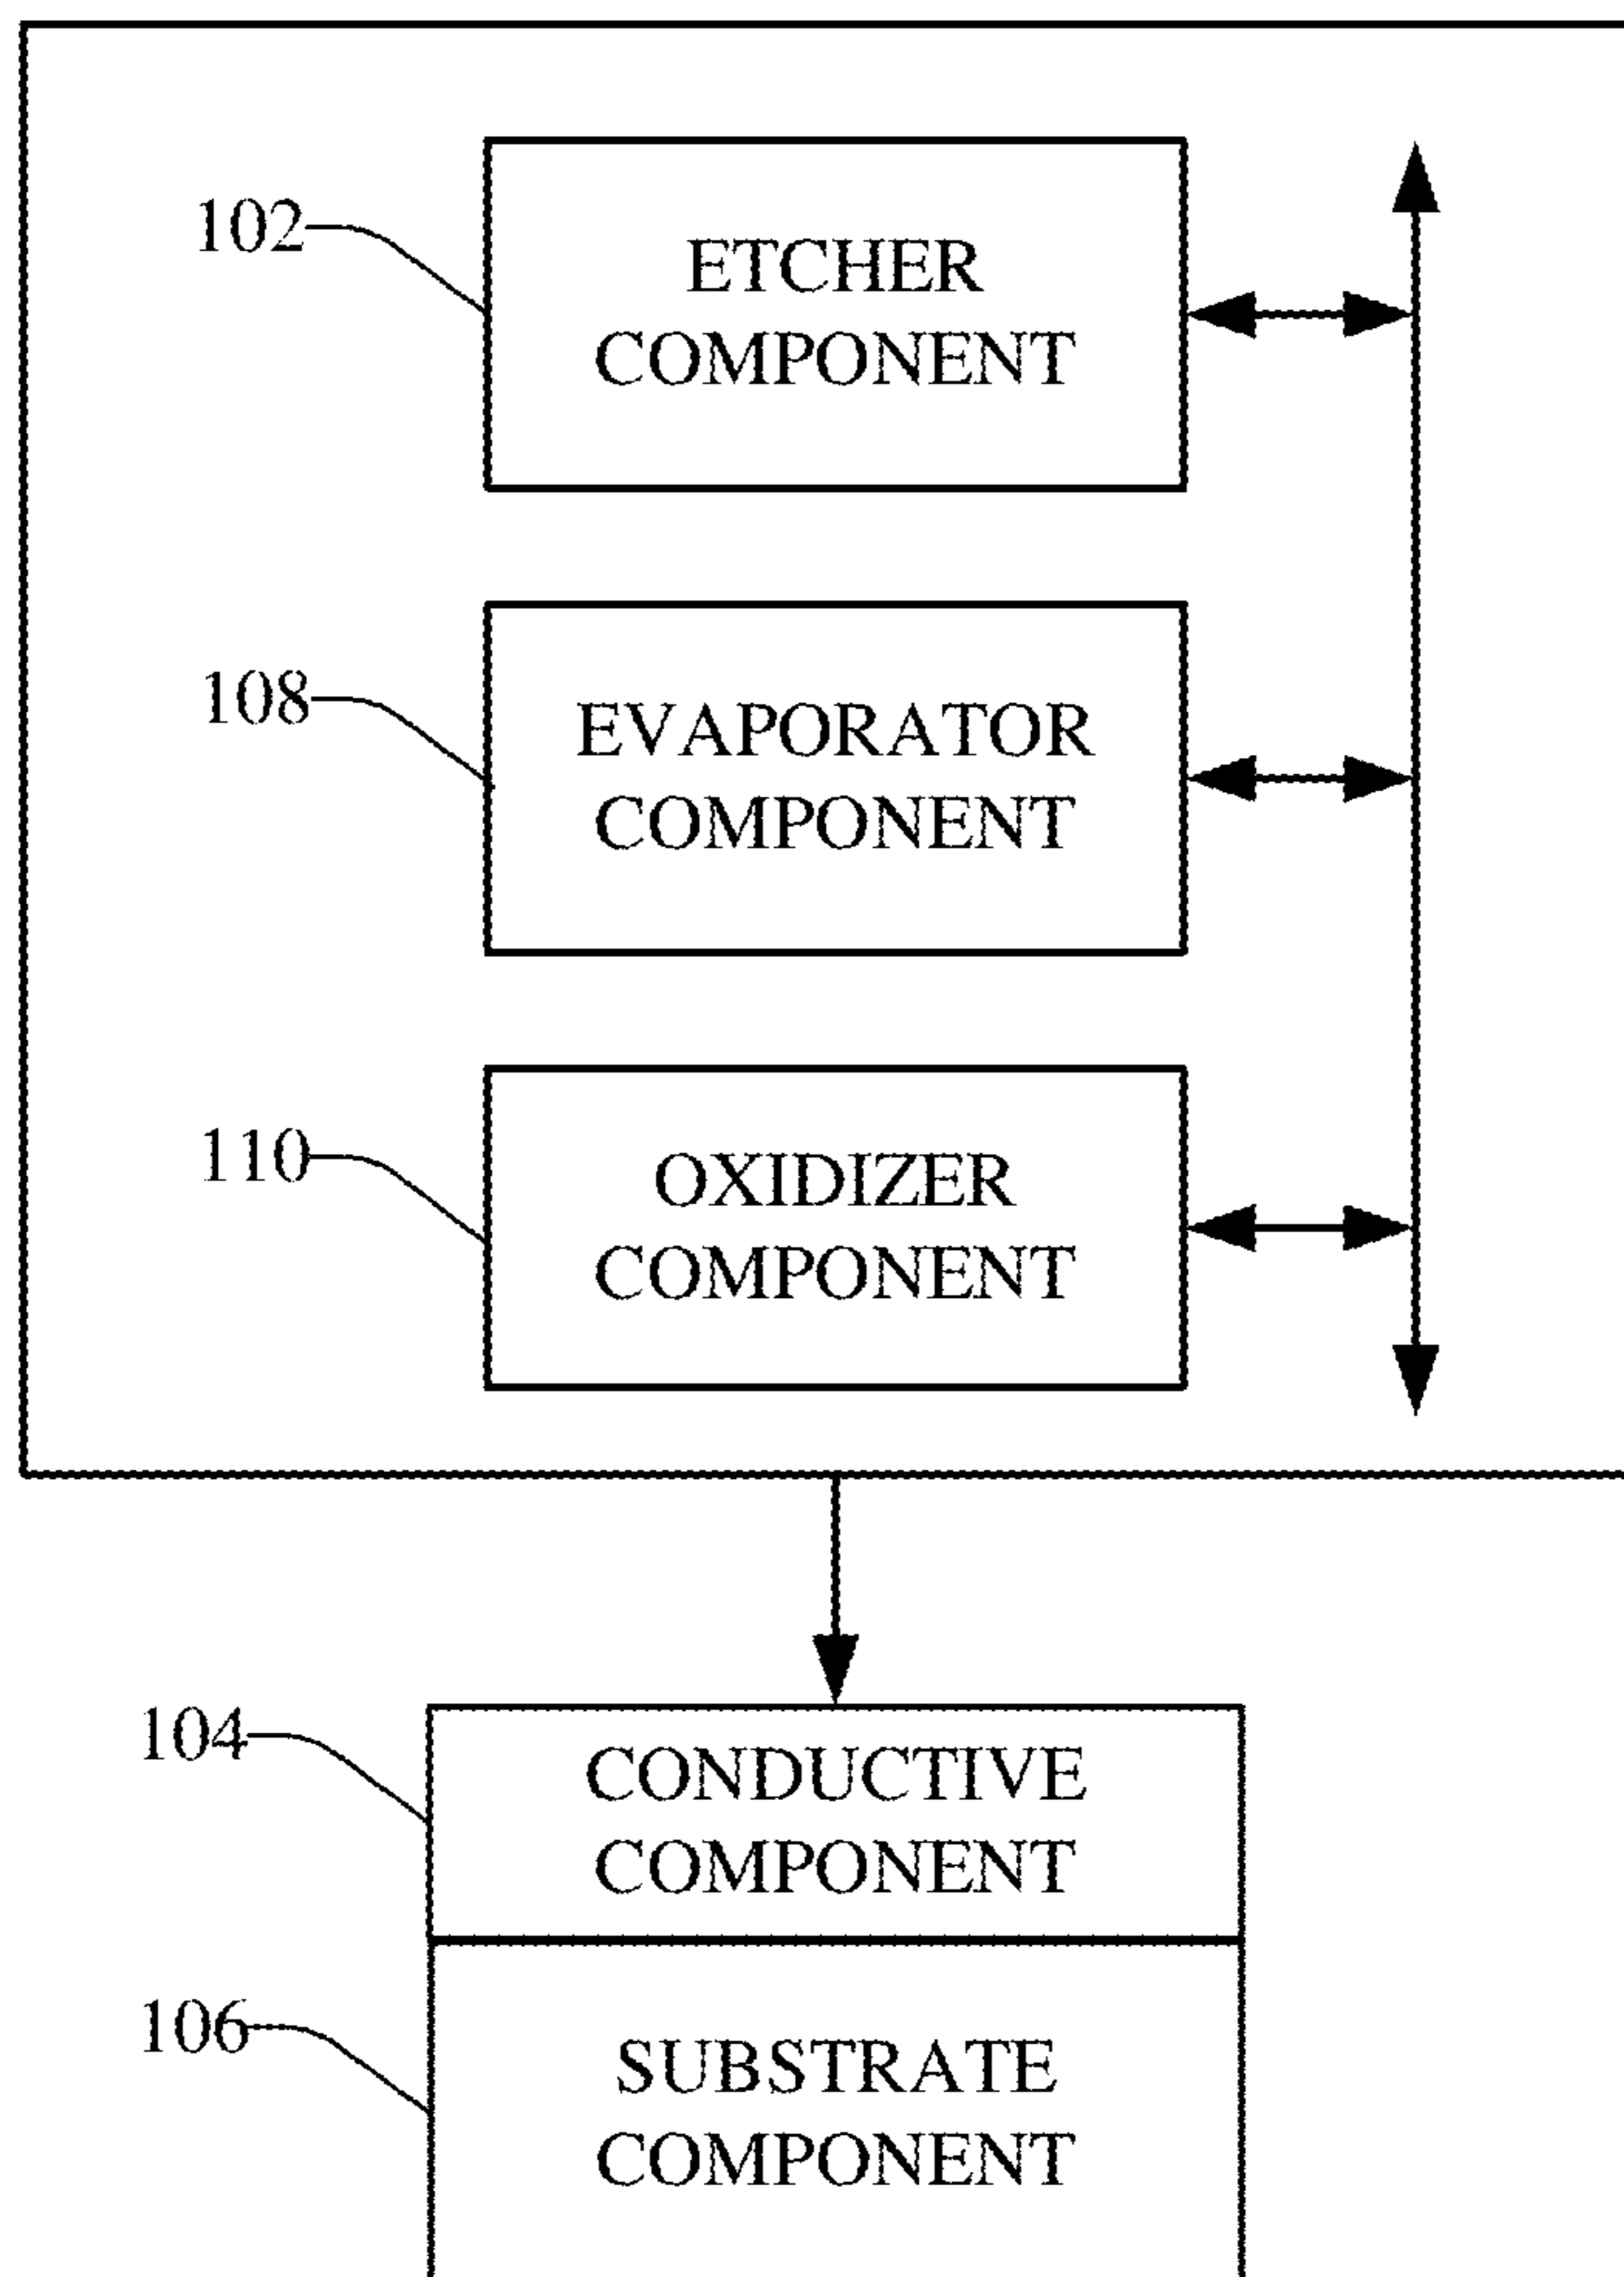 102
ETCHER
COMPONENT
108
EVAPORATOR
COMPONENT
110
OXIDIZER
COMPONENT
104
CONDUCTIVE
COMPONENT
106
SUBSTRATE
COMPONENT